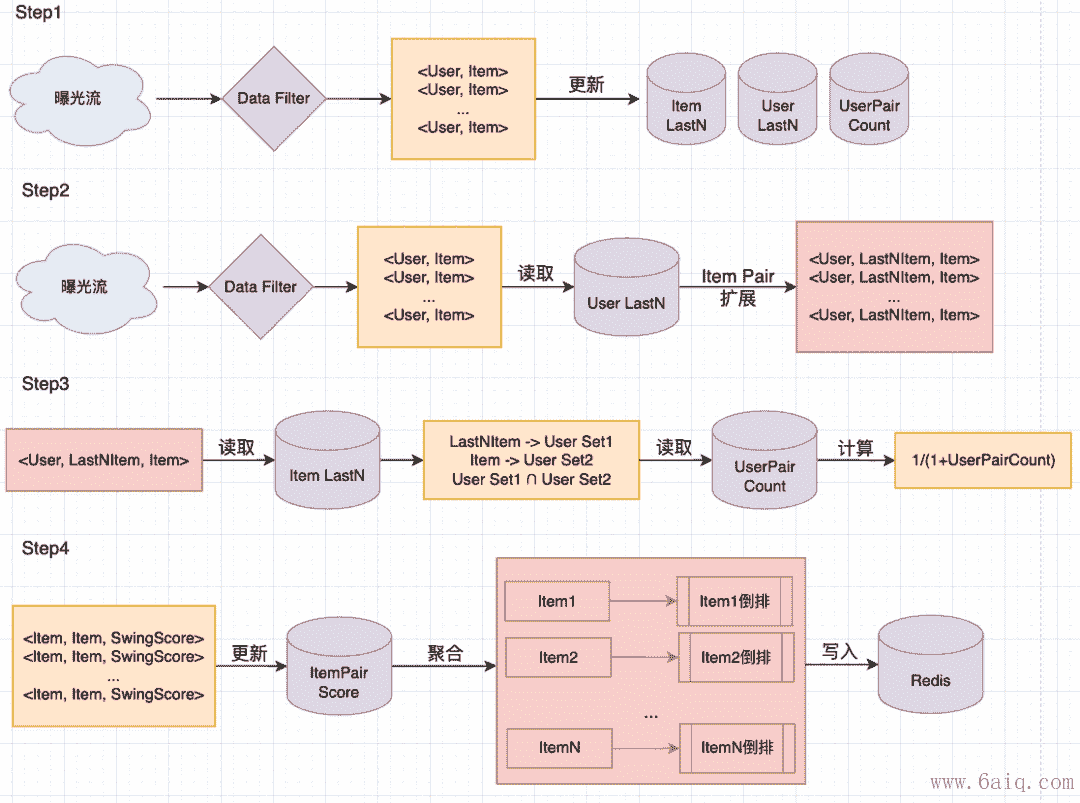 Step1
曝光流
Data Filter
<User, Item>
<User, Item>
...
<User, Item>
更新
Item
LastN
User
LastN
UserPair
Count
Step2
曝光流
Data Filter
<User, Item>
<User, Item>
...
<User, Item>
读取
User LastN
Item Pair
扩展
<User, LastNItem, Item>
<User, LastNItem, Item>
...
<User, LastNItem, Item>
Step3
<User, LastNItem, Item>
读取
Item LastN
LastNItem -> User Set1
Item -> User Set2
User Set1 ∩ User Set2
读取
UserPair
Count
计算
1/(1+UserPairCount)
Step4
<Item, Item, SwingScore>
<Item, Item, SwingScore>
...
<Item, Item, SwingScore>
更新
ItemPair
Score
聚合
Item1
Item1倒排
Item2
Item2倒排
...
ItemN
ItemN倒排
写入
Redis
www.6aiq.com